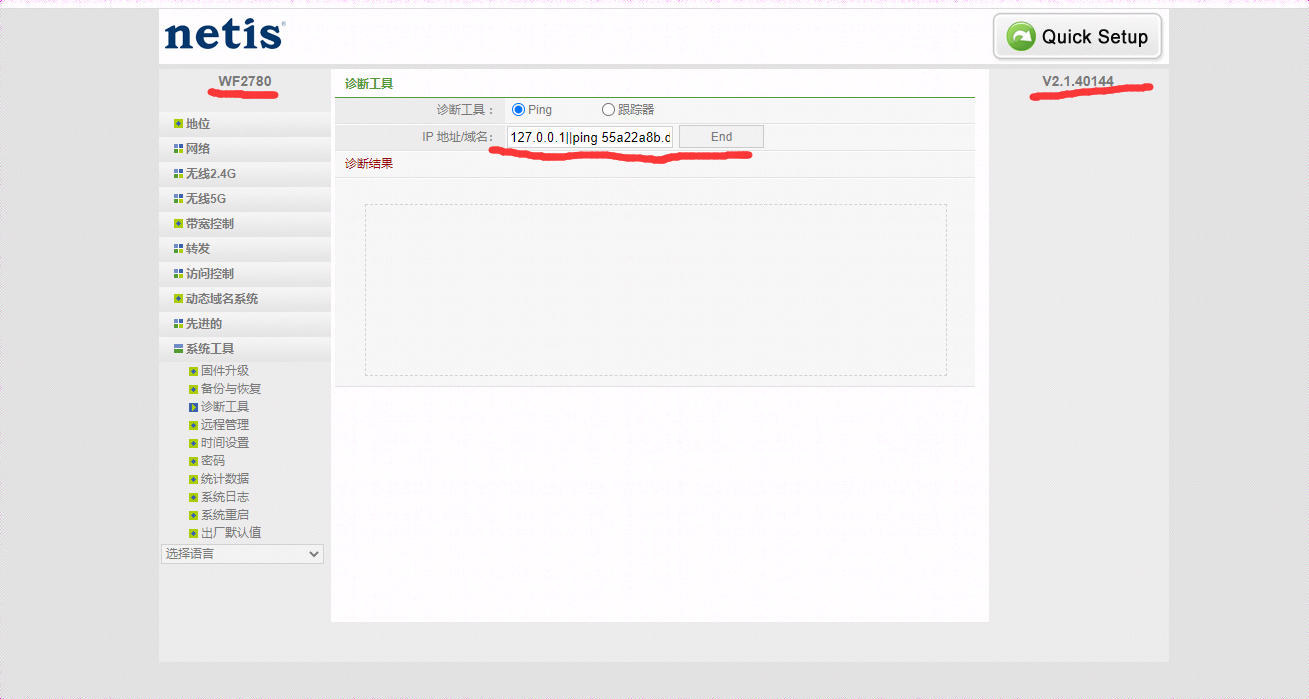 netis®
Quick Setup
WF2780
诊断工具
V2.1.40144
诊断工具： Ping 跟踪器
IP 地址/域名： 127.0.0.1||ping 55a22a8b.d End
诊断结果
地位
网络
无线2.4G
无线5G
带宽控制
转发
访问控制
动态域名系统
先进的
系统工具
固件升级
备份与恢复
诊断工具
远程管理
时间设置
密码
统计数据
系统日志
系统重启
出厂默认值
选择语言